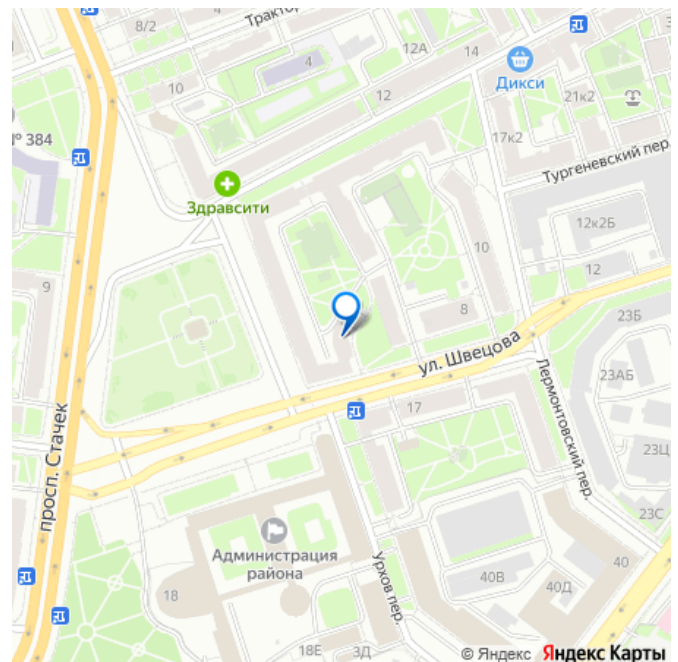 Трактор
8/2
12А
14
4
10
12
Дикси
21к2
17к2
№ 384
Тургеневский пер.
Здравсити
12к2Б
10
9
12
8
23Б
ул. Швецова
23АБ
17
Лермонтовский пер.
23Ц
просп. Стачек
23С
Администрация
района
40
40В
40Д
18
Урхов пер.
18Е
3Д
© Яндекс Яндекс Карты